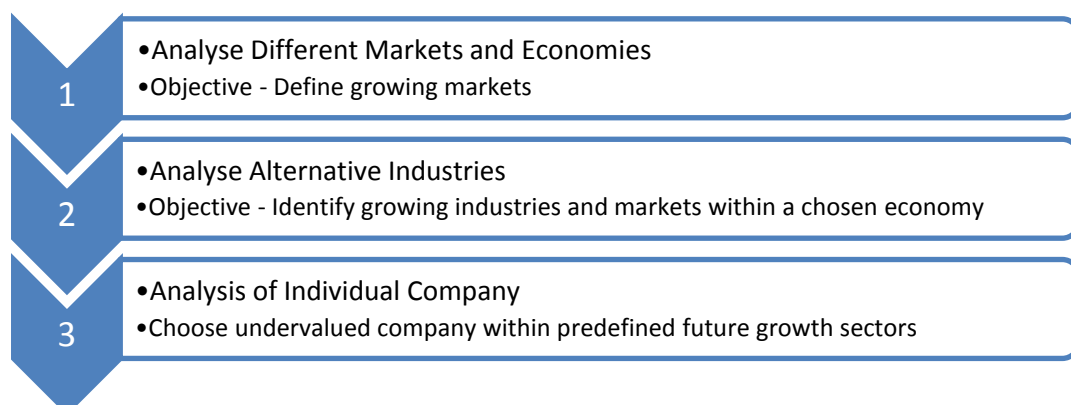 1
•Analyse Different Markets and Economies
•Objective - Define growing markets
2
•Analyse Alternative Industries
•Objective - Identify growing industries and markets within a chosen economy
3
•Analysis of Individual Company
•Choose undervalued company within predefined future growth sectors